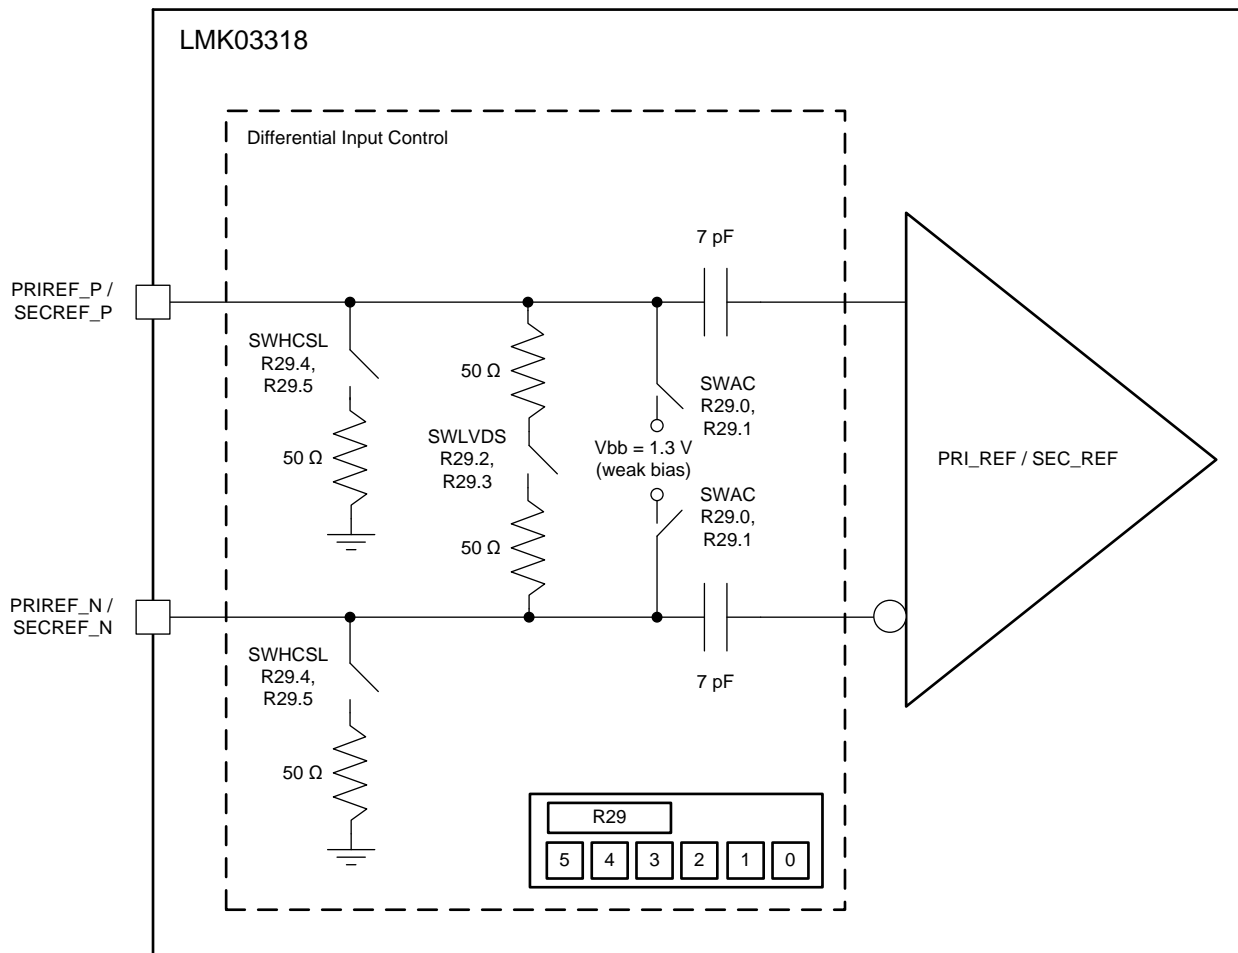 LMK03318
Differential Input Control
7 pF
PRIREF_P /
SECREF_P
SWHCSL
R29.4,
R29.5
50 Ω
50 Ω
SWLVDS
R29.2,
R29.3
50 Ω
SWAC
R29.0,
R29.1
Vbb = 1.3 V
(weak bias)
SWAC
R29.0,
R29.1
PRI_REF / SEC_REF
PRIREF_N /
SECREF_N
SWHCSL
R29.4,
R29.5
50 Ω
7 pF
R29
5 4 3 2 1 0